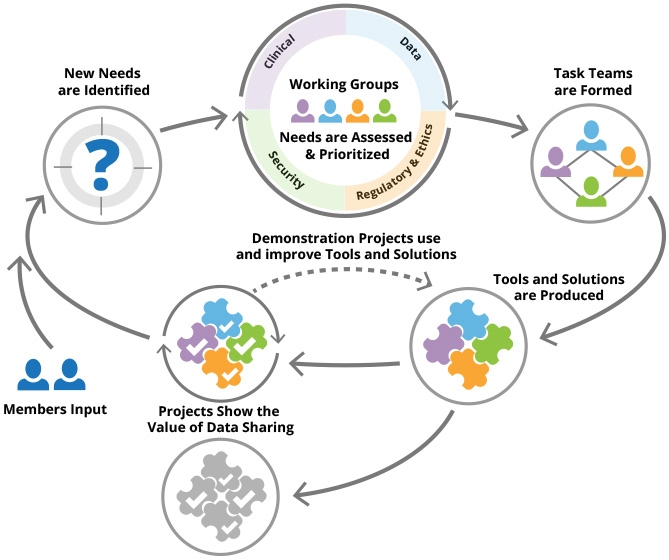 New Needs
are Identified
Clinical
Data
Working Groups
Needs are Assessed
& Prioritized
Security
Regulatory & Ethics
Task Teams
are Formed
?
Demonstration Projects use
and improve Tools and Solutions
Tools and Solutions
are Produced
Members Input
Projects Show the
Value of Data Sharing